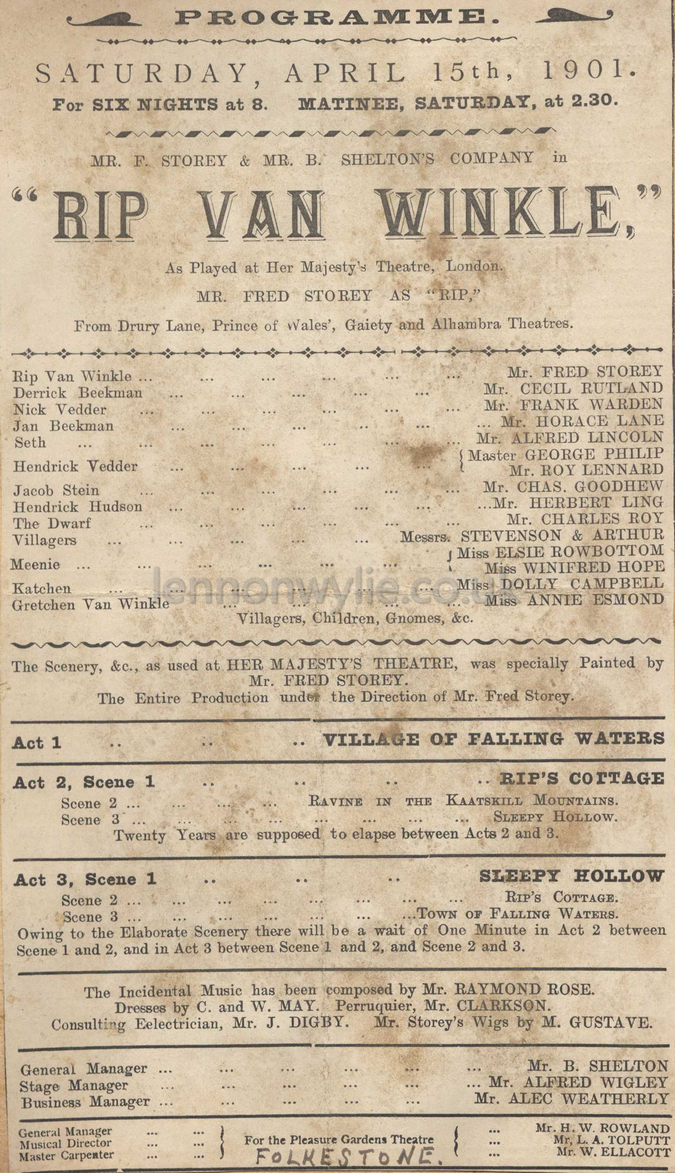 PROGRAMME.
SATURDAY, APRIL 15th, 1901.
For SIX NIGHTS at 8. MATINEE, SATURDAY, at 2.30.
MR. F. STOREY & MR. B. SHELTON'S COMPANY in
"RIP VAN WINKLE,"
As Played at Her Majesty's Theatre, London.
MR. FRED STOREY AS "RIP,"
From Drury Lane, Prince of Wales', Gaiety and Alhambra Theatres.
Rip Van Winkle ... ... ... ... ... ... Mr. FRED STOREY
Derrick Beekman ... ... ... ... ... Mr. CECIL RUTLAND
Nick Vedder ... ... ... ... ... Mr. FRANK WARDEN
Jan Beekman ... ... ... ... ... Mr. HORACE LANE
Seth ... ... ... ... ... ... Mr. ALFRED LINCOLN
Hendrick Vedder ... ... ... ... ... { Master GEORGE PHILIP
Mr. ROY LENNARD
Jacob Stein ... ... ... ... ... Mr. CHAS. GOODHEW
Hendrick Hudson ... ... ... ... ...Mr. HERBERT LING
The Dwarf ... ... ... ... ... Mr. CHARLES ROY
Villagers ... ... ... ... Messrs. STEVENSON & ARTHUR
Meenie ... ... ... ... ... { Miss ELSIE ROWBOTTOM
Miss WINIFRED HOPE
Katchen ... ... ... ... ... ... Miss DOLLY CAMPBELL
Gretchen Van Winkle ... ... ... ... Miss ANNIE ESMOND
lennonwylie.co.uk
Villagers, Children, Gnomes, &c.
The Scenery, &c., as used at HER MAJESTY'S THEATRE, was specially Painted by
Mr. FRED STOREY.
The Entire Production under the Direction of Mr. Fred Storey.
Act 1 .. .. .. VILLAGE OF FALLING WATERS
Act 2, Scene 1 .. .. .. .. RIP'S COTTAGE
Scene 2 ... ... ... ... RAVINE IN THE KAATSKILL MOUNTAINS.
Scene 3 ... ... ... ... ... ... ... SLEEPY HOLLOW.
Twenty Years are supposed to elapse between Acts 2 and 3.
Act 3, Scene 1 .. .. .. SLEEPY HOLLOW
Scene 2 ... ... ... ... ... ... ... RIP'S COTTAGE.
Scene 3 ... ... ... ... ... ...TOWN OF FALLING WATERS.
Owing to the Elaborate Scenery there will be a wait of One Minute in Act 2 between
Scene 1 and 2, and in Act 3 between Scene 1 and 2, and Scene 2 and 3.
The Incidental Music has been composed by Mr. RAYMOND ROSE.
Dresses by C. and W. MAY. Perruquier, Mr. CLARKSON.
Consulting Eelectrician, Mr. J. DIGBY. Mr. Storey's Wigs by M. GUSTAVE.
General Manager ... ... ... ... ... Mr. B. SHELTON
Stage Manager ... ... ... ... ... ... Mr. ALFRED WIGLEY
Business Manager ... ... ... ... ... Mr. ALEC WEATHERLY
General Manager ... ... } { ... Mr. H. W. ROWLAND
Musical Director ... ... For the Pleasure Gardens Theatre ... Mr, L. A. TOLPUTT
Master Carpenter ... ... FOLKESTONE. ... Mr. W. ELLACOTT